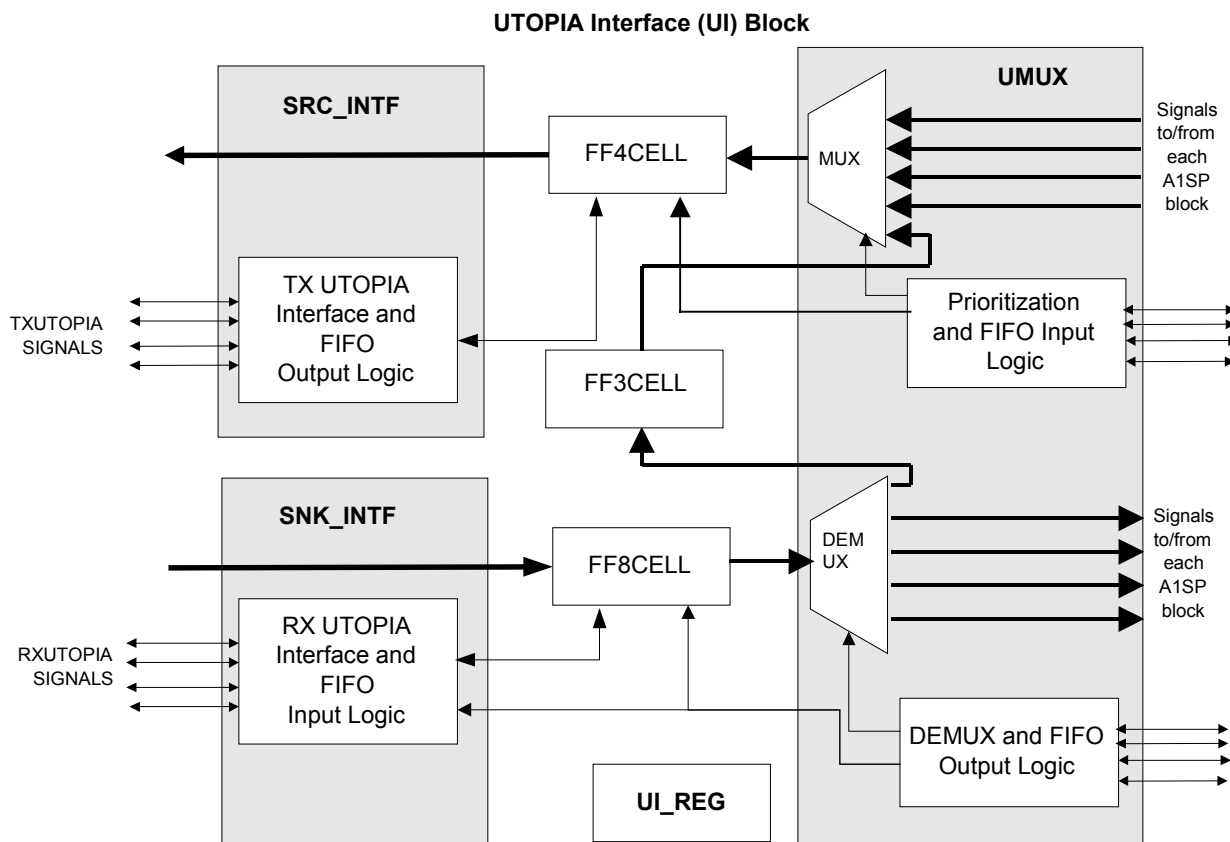 UTOPIA Interface (UI) Block
SRC_INTF
UMUX
FF4CELL
MUX
Signals
to/from
each
A1SP
block
TXUTOPIA
SIGNALS
TX UTOPIA
Interface and
FIFO
Output Logic
Prioritization
and FIFO Input
Logic
FF3CELL
SNK_INTF
FF8CELL
DEM
UX
Signals
to/from
each
A1SP
block
RXUTOPIA
SIGNALS
RX UTOPIA
Interface and
FIFO
Input Logic
DEMUX and FIFO
Output Logic
UI_REG